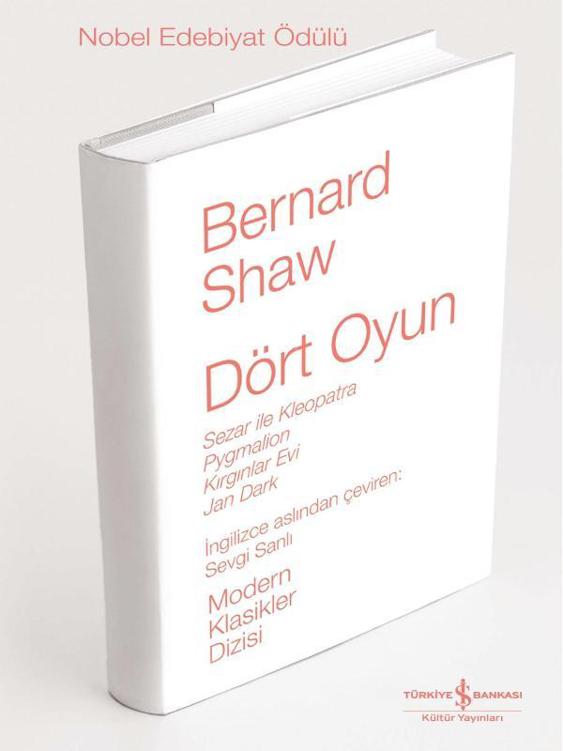 Nobel Edebiyat Ödülü
Bernard
Shaw
Dört Oyun
Sezar ile Kleopatra
Pygmalion
Kırgınlar Evi
Jan Dark
İngilizce aslından çeviren:
Sevgi Sanlı
Modern
Klasikler
Dizisi
TÜRKİYE İŞ BANKASI
Kültür Yayınları